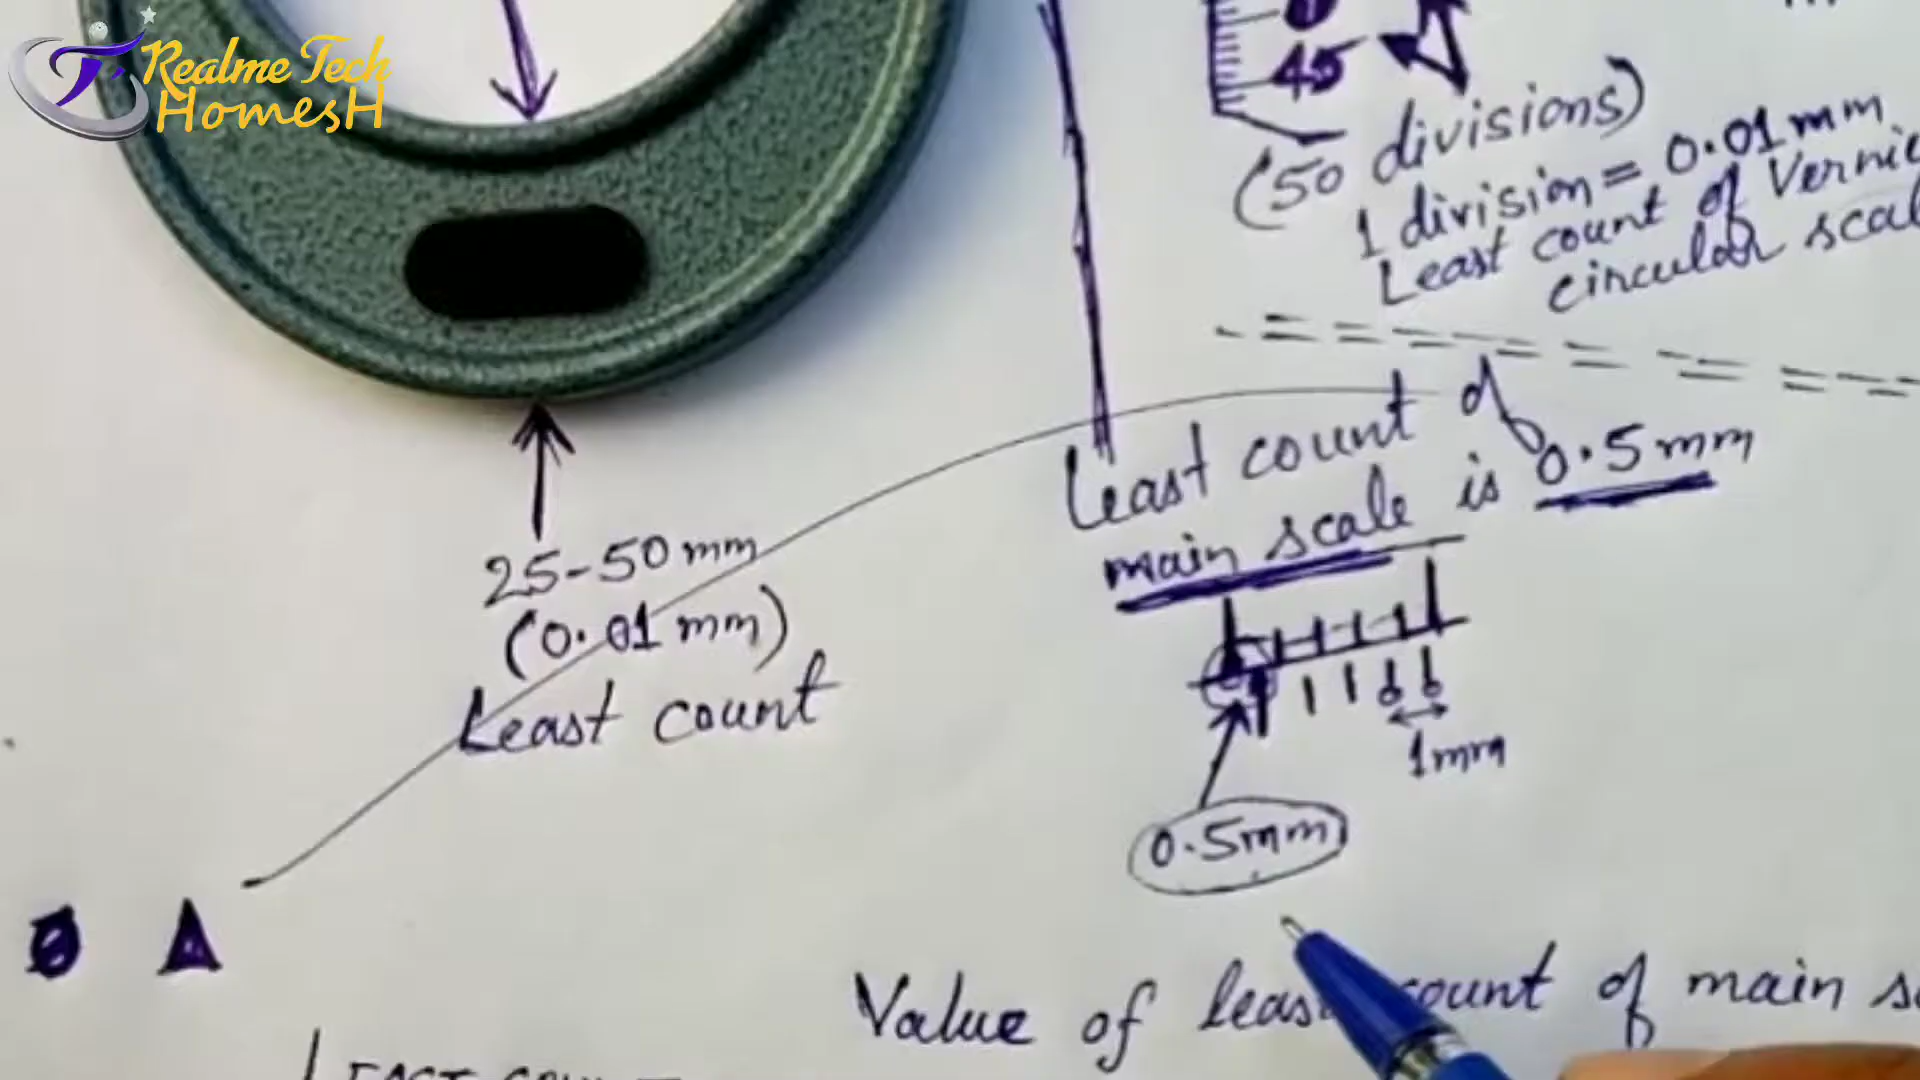 Realme Tech
HomesH
45
(50 divisions)
1 division = 0.01 mm
Least count of
circular
Least count of
main scale is 0.5 mm
25-50 mm
(0.01 mm)
Least count
1mm
0.5mm
A
Value of least count of main